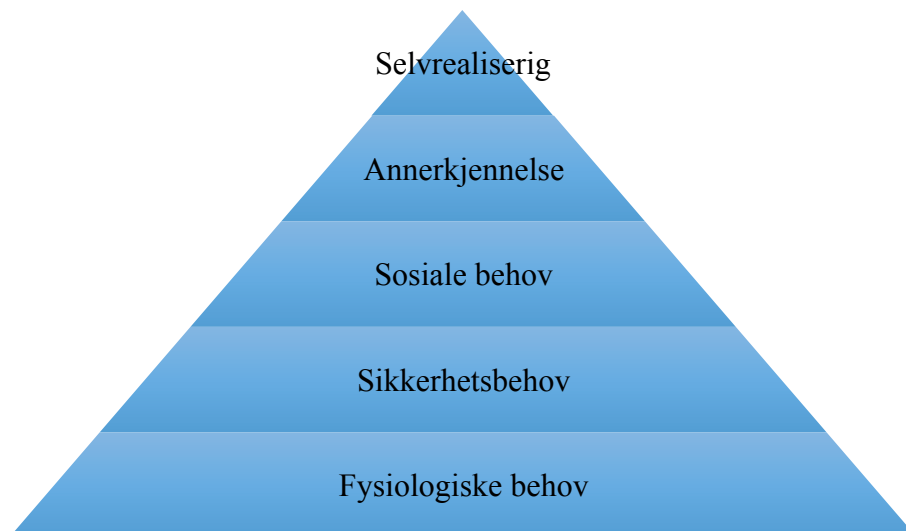 Selvrealiserig
Annerkjennelse
Sosiale behov
Sikkerhetsbehov
Fysiologiske behov